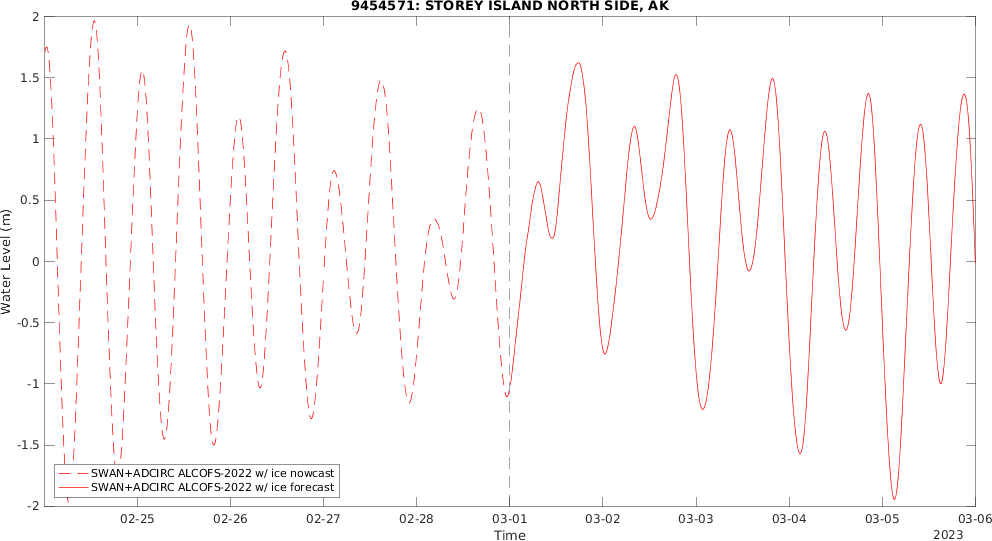 9454571: STOREY ISLAND NORTH SIDE, AK
2
1.5
1
0.5
0
-0.5
-1
-1.5
-2
Water Level (m)
SWAN+ADCIRC ALCOFS-2022 w/ ice nowcast
SWAN+ADCIRC ALCOFS-2022 w/ ice forecast
02-25 02-26 02-27 02-28 03-01 03-02 03-03 03-04 03-05 03-06
Time
2023